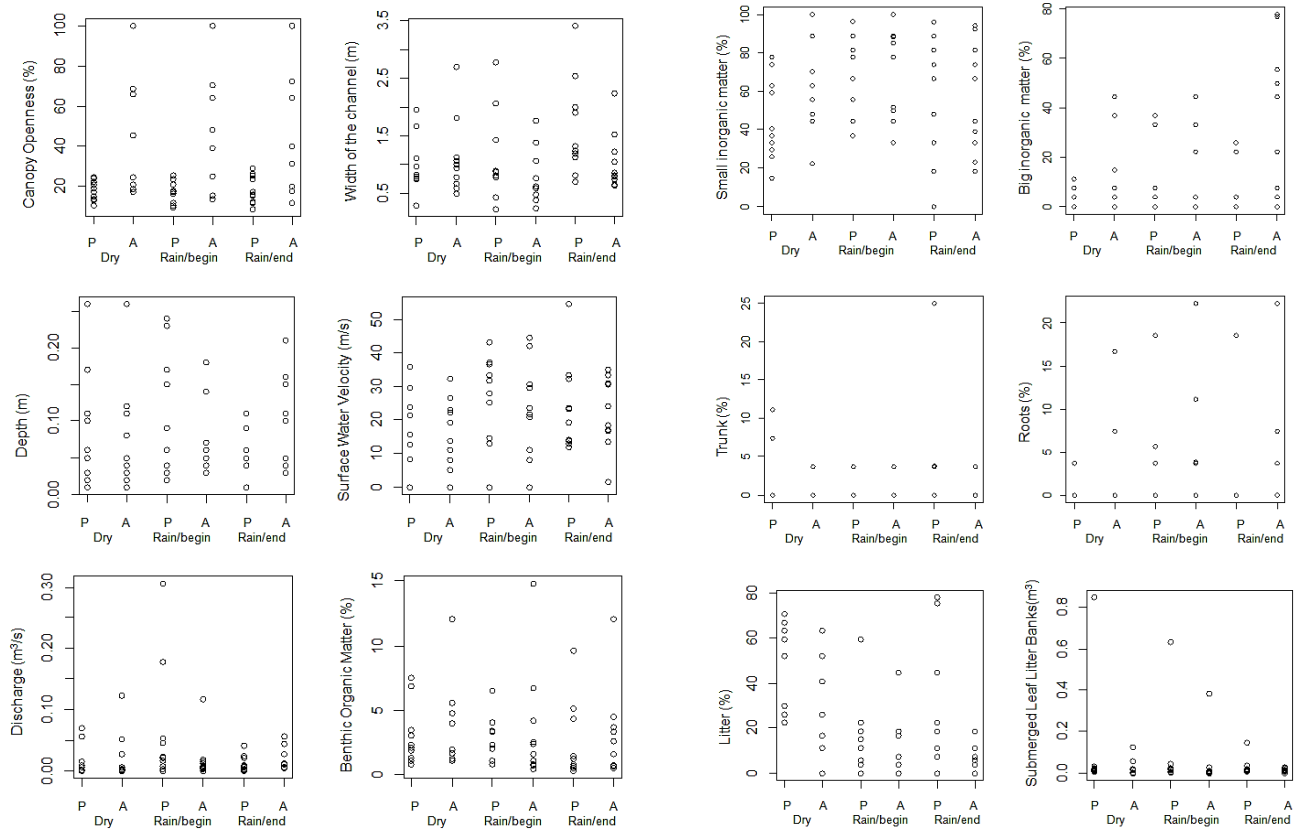 Canopy Openness (%)
100
80
60
40
20
P A P A P A
Dry Rain/begin Rain/end
Width of the channel (m)
3.5
2.5
1.5
0.5
P A P A P A
Dry Rain/begin Rain/end
Small inorganic matter (%)
100
80
60
40
20
0
P A P A P A
Dry Rain/begin Rain/end
Big inorganic matter (%)
80
60
40
20
0
P A P A P A
Dry Rain/begin Rain/end
Depth (m)
0.20
0.10
0.00
P A P A P A
Dry Rain/begin Rain/end
Surface Water Velocity (m/s)
50
40
30
20
10
0
P A P A P A
Dry Rain/begin Rain/end
Trunk (%)
25
20
15
10
5
0
P A P A P A
Dry Rain/begin Rain/end
Roots (%)
20
15
10
5
0
P A P A P A
Dry Rain/begin Rain/end
Discharge (m³/s)
0.30
0.20
0.10
0.00
P A P A P A
Dry Rain/begin Rain/end
Benthic Organic Matter (%)
15
10
5
0
P A P A P A
Dry Rain/begin Rain/end
Litter (%)
80
60
40
20
0
P A P A P A
Dry Rain/begin Rain/end
Submerged Leaf Litter Banks(m³)
0.8
0.6
0.4
0.2
0.0
P A P A P A
Dry Rain/begin Rain/end